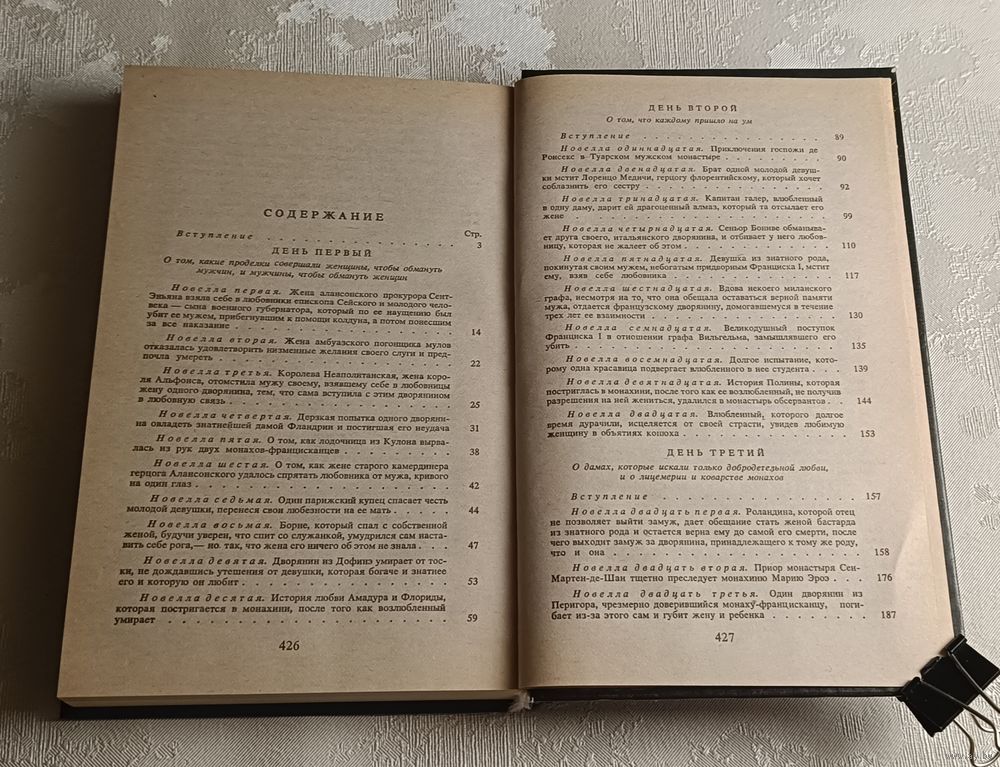 СОДЕРЖАНИЕ
Стр.
Вступление . . . . . . . . . . . . . . . . . 3
ДЕНЬ ПЕРВЫЙ
О том, какие проделки совершали женщины, чтобы обмануть
мужчин, и мужчины, чтобы обмануть женщин
Новелла первая. Жена алансонского прокурора Сент-
Эньяна взяла себе в любовники епископа Сейского и молодого чело-
века — сына военного губернатора, который по ее наущению был
убит ее мужем, прибегнувшим к помощи колдуна, а потом понесшим
за все наказание . . . . . . . . . . . . . . 14
Новелла вторая. Жена амбуазского погонщика мулов
отказалась удовлетворить низменные желания своего слуги и пред-
почла умереть . . . . . . . . . . . . . . . 22
Новелла третья. Королева Неаполитанская, жена коро-
ля Альфонса, отомстила мужу своему, взявшему себе в любовницы
жену одного дворянина, тем, что сама вступила с этим дворянином
в любовную связь . . . . . . . . . . . . . . 25
Новелла четвертая. Дерзкая попытка одного дворяни-
на овладеть знатнейшей дамой Фландрии и постигшая его неудача 31
Новелла пятая. О том, как лодочница из Кулона вырва-
лась из рук двух монахов-францисканцев . . . . . . . 38
Новелла шестая. О том, как жене старого камердинера
герцога Алансонского удалось спрятать любовника от мужа, кривого
на один глаз . . . . . . . . . . . . . . . . 42
Новелла седьмая. Один парижский купец спасает честь
молодой девушки, перенеся свои любезности на ее мать . . . . 44
Новелла восьмая. Борне, который спал с собственной
женой, будучи уверен, что спит со служанкой, умудрился сам наста-
вить себе рога,— но так, что жена его ничего об этом не знала . . . 47
Новелла девятая. Дворянин из Дофинэ умирает от тос-
ки, не дождавшись утешения от девушки, которая богаче и знатнее
его и которую он любит . . . . . . . . . . . . 53
Новелла десятая. История любви Амадура и Флориды,
которая постригается в монахини, после того как возлюбленный
умирает . . . . . . . . . . . . . . . . . . 59
426
ДЕНЬ ВТОРОЙ
О том, что каждому пришло на ум
Вступление . . . . . . . . . . . . . . . . . 89
Новелла одиннадцатая. Приключения госпожи де
Ронсекс в Туарском мужском монастыре . . . . . . . . 90
Новелла двенадцатая. Брат одной молодой девуш-
ки мстит Лоренцо Медичи, герцогу флорентийскому, который хочет
соблазнить его сестру . . . . . . . . . . . . . 92
Новелла тринадцатая. Капитан галер, влюбленный
в одну даму, дарит ей драгоценный алмаз, который та отсылает его
жене . . . . . . . . . . . . . . . . . . . 99
Новелла четырнадцатая. Сеньор Бониве обманыва-
ет друга своего, итальянского дворянина, и отбивает у него любов-
ницу, которая не жалеет об этом . . . . . . . . . . 110
Новелла пятнадцатая. Девушка из знатного рода,
покинутая своим мужем, небогатым придворным Франциска I, мстит
ему, взяв себе любовника . . . . . . . . . . . . 117
Новелла шестнадцатая. Вдова некоего миланского
графа, несмотря на то, что она обещала оставаться верной памяти
мужа, отдается французскому дворянину, домогавшемуся в течение
трех лет ее взаимности . . . . . . . . . . . . . 130
Новелла семнадцатая. Великодушный поступок
Франциска I в отношении графа Вильгельма, замышлявшего его
убить . . . . . . . . . . . . . . . . . . . 135
Новелла восемнадцатая. Долгое испытание, кото-
рому одна красавица подвергает влюбленного в нее студента . . . 139
Новелла девятнадцатая. История Полины, которая
постриглась в монахини, после того как ее возлюбленный, не получив
разрешения на ней жениться, удалился в монастырь обсервантов . . 144
Новелла двадцатая. Влюбленный, которого долгое
время дурачили, исцеляется от своей страсти, увидев любимую
женщину в объятиях конюха . . . . . . . . . . . 153
ДЕНЬ ТРЕТИЙ
О дамах, которые искали только добродетельной любви,
и о лицемерии и коварстве монахов
Вступление . . . . . . . . . . . . . . . . . 157
Новелла двадцать первая. Роландина, которой отец
не позволяет выйти замуж, дает обещание стать женой бастарда
из знатного рода и остается верна ему до самой его смерти, после
чего выходит замуж за дворянина, принадлежащего к тому же роду,
что и она . . . . . . . . . . . . . . . . . 158
Новелла двадцать вторая. Приор монастыря Сен-
Мартен-де-Шан тщетно преследует монахиню Марию Эроэ . . . 176
Новелла двадцать третья. Один дворянин из
Перигора, чрезмерно доверившийся монаху-францисканцу, поги-
бает из-за этого сам и губит жену и ребенка . . . . . . . 187
427